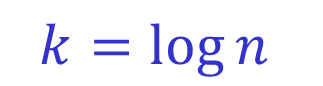 k = log n